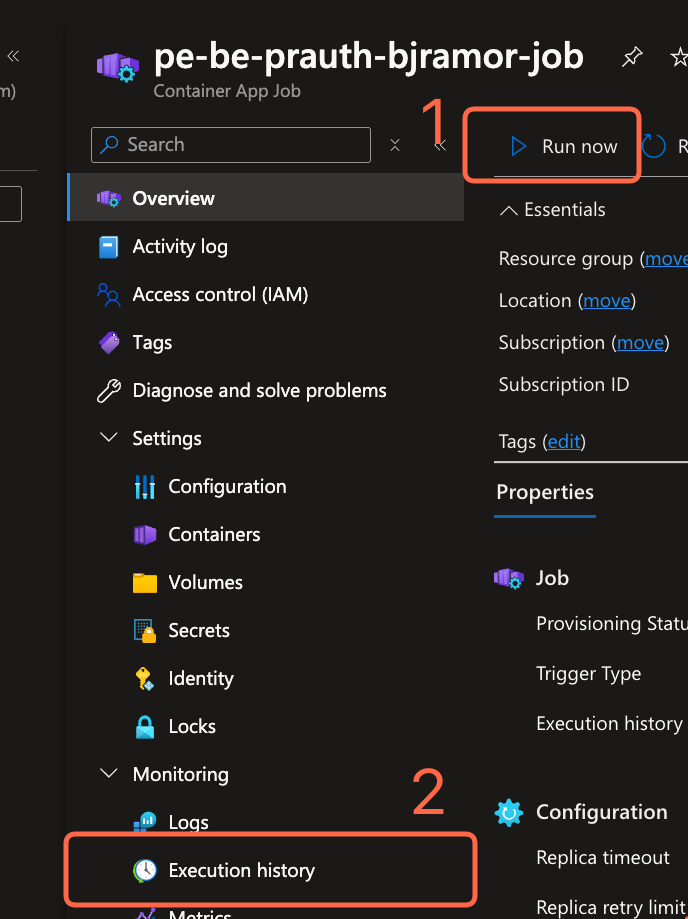 pe-be-prauth-bjramor-job
Container App Job
m)
1
Search
Run now
R
Overview
Activity log
Access control (IAM)
Tags
Diagnose and solve problems
Settings
Configuration
Containers
Volumes
Secrets
Identity
Locks
Monitoring
2
Logs
Execution history
Metrics
Essentials
Resource group (move
Location (move)
Subscription (move)
Subscription ID
Tags (edit)
Properties
Job
Provisioning Statu
Trigger Type
Execution history
Configuration
Replica timeout
Replica retry limit